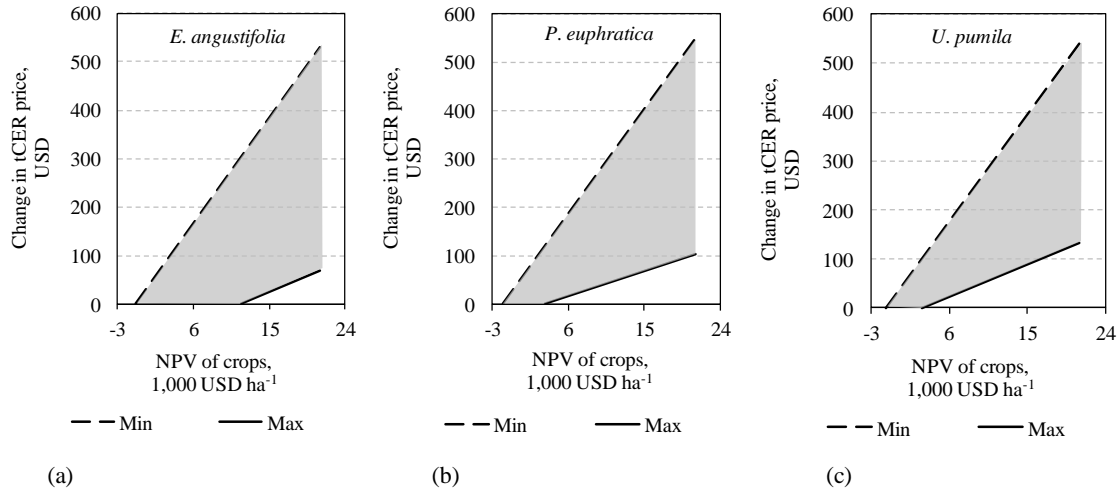 E. angustifolia
Change in tCER price,
USD
600
500
400
300
200
100
0
-3 6 15 24
NPV of crops,
1,000 USD ha⁻¹
Min Max
(a)
P. euphratica
Change in tCER price,
USD
600
500
400
300
200
100
0
-3 6 15 24
NPV of crops,
1,000 USD ha⁻¹
Min Max
(b)
U. pumila
Change in tCER price,
USD
600
500
400
300
200
100
0
-3 6 15 24
NPV of crops,
1,000 USD ha⁻¹
Min Max
(c)